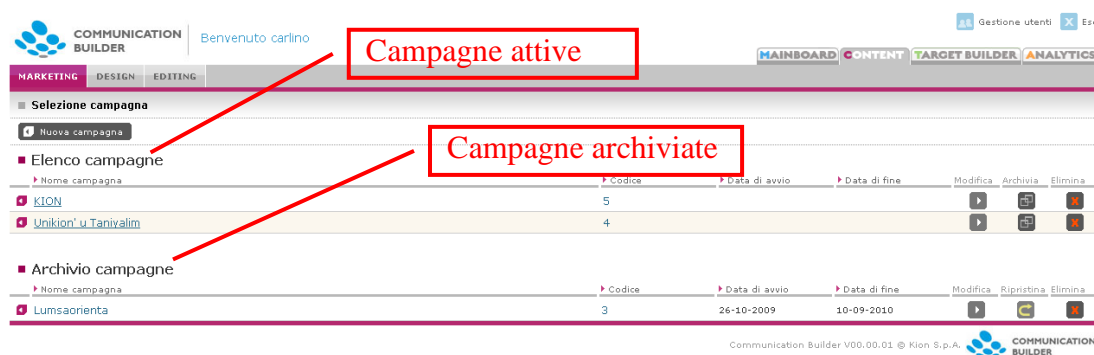 COMMUNICATION
BUILDER
Benvenuto carlino
Gestione utenti
Campagne attive
MAINBOARD CONTENT TARGET BUILDER ANALYTICS
MARKETING DESIGN EDITING
Selezione campagna
Nuova campagna
Campagne archiviate
Elenco campagne
Nome campagna Codice Data di avvio Data di fine Modifica Archivia Elimina
KION 5
Unikion' u Taniyalim 4
Archivio campagne
Nome campagna Codice Data di avvio Data di fine Modifica Ripristina Elimina
Lumsaorienta 3 26-10-2009 10-09-2010
Communication Builder V00.00.01 @ Kion S.p.A.
COMMUNICATION
BUILDER